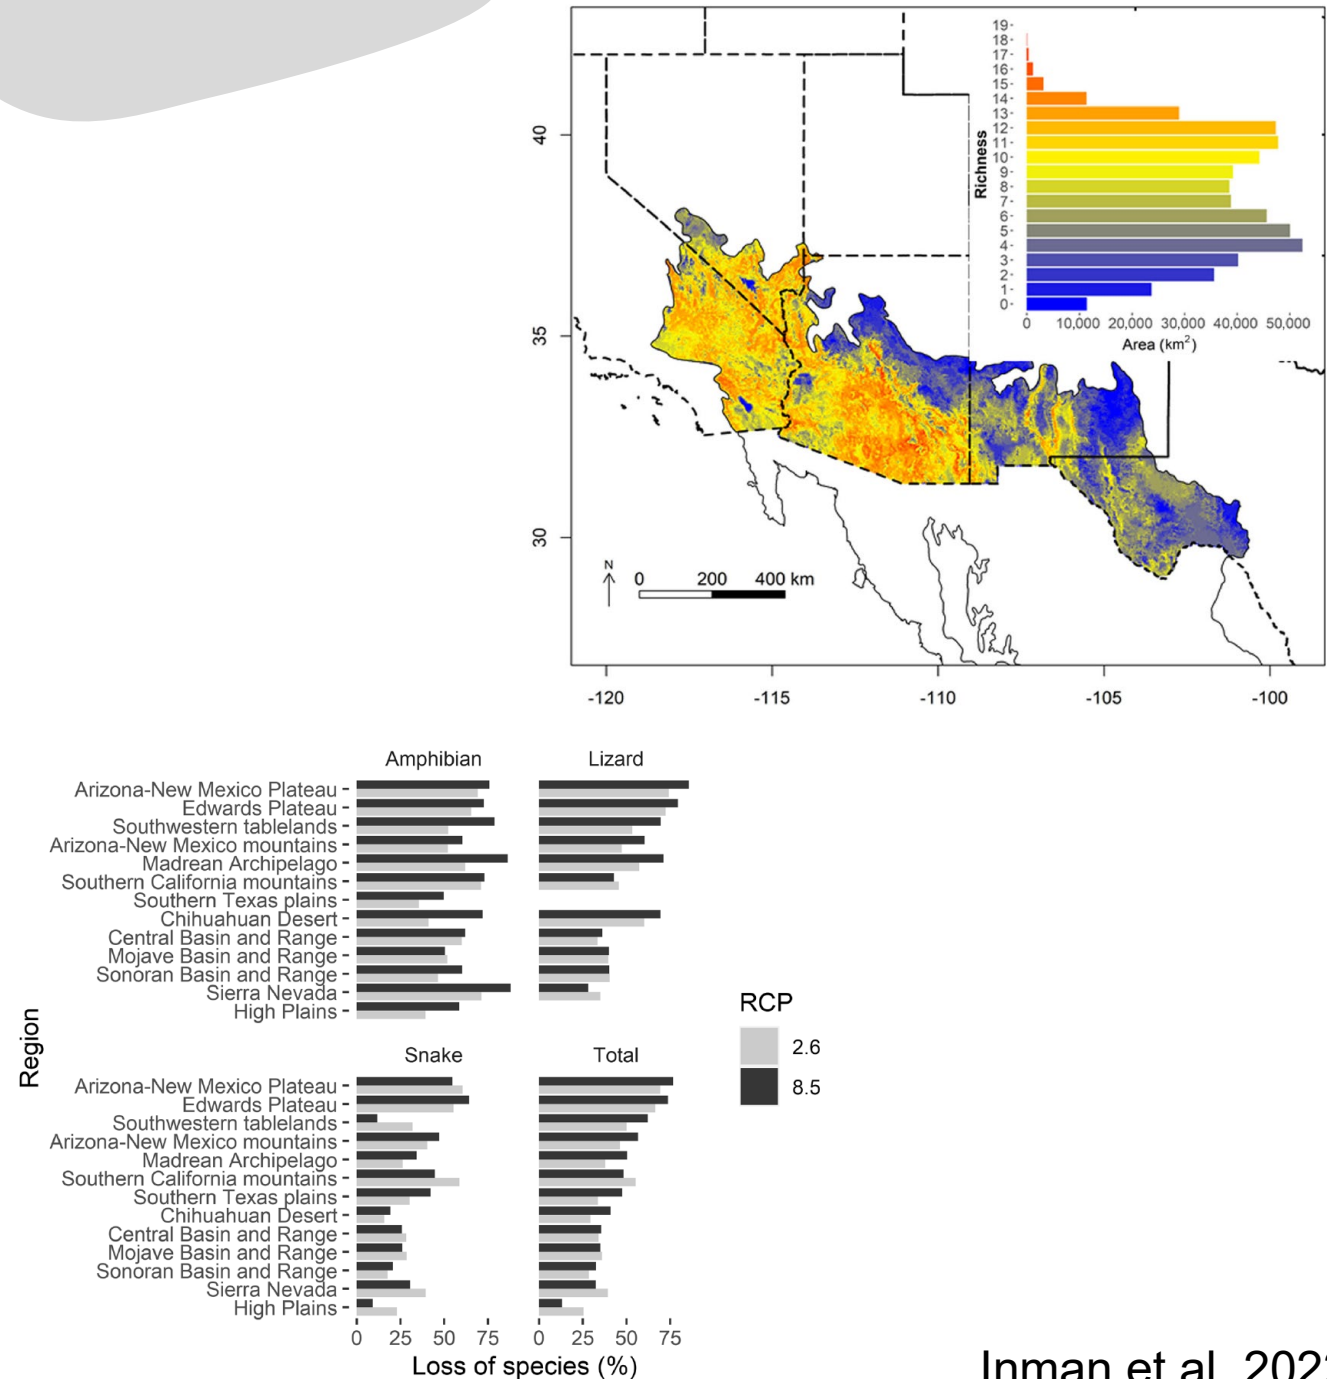 19
18
17
16
15
14
13
12
11
10
9
8
7
6
5
4
3
2
1
0
Richness
0 10,000 20,000 30,000 40,000 50,000
Area (km²)
40
35
30
N
0 200 400 km
-120 -115 -110 -105 -100
Amphibian Lizard
Arizona-New Mexico Plateau
Edwards Plateau
Southwestern tablelands
Arizona-New Mexico mountains
Madrean Archipelago
Southern California mountains
Southern Texas plains
Chihuahuan Desert
Central Basin and Range
Mojave Basin and Range
Sonoran Basin and Range
Sierra Nevada
High Plains
Region
RCP
2.6
8.5
Snake Total
Arizona-New Mexico Plateau
Edwards Plateau
Southwestern tablelands
Arizona-New Mexico mountains
Madrean Archipelago
Southern California mountains
Southern Texas plains
Chihuahuan Desert
Central Basin and Range
Mojave Basin and Range
Sonoran Basin and Range
Sierra Nevada
High Plains
0 25 50 75 0 25 50 75
Loss of species (%)
Inman et al.